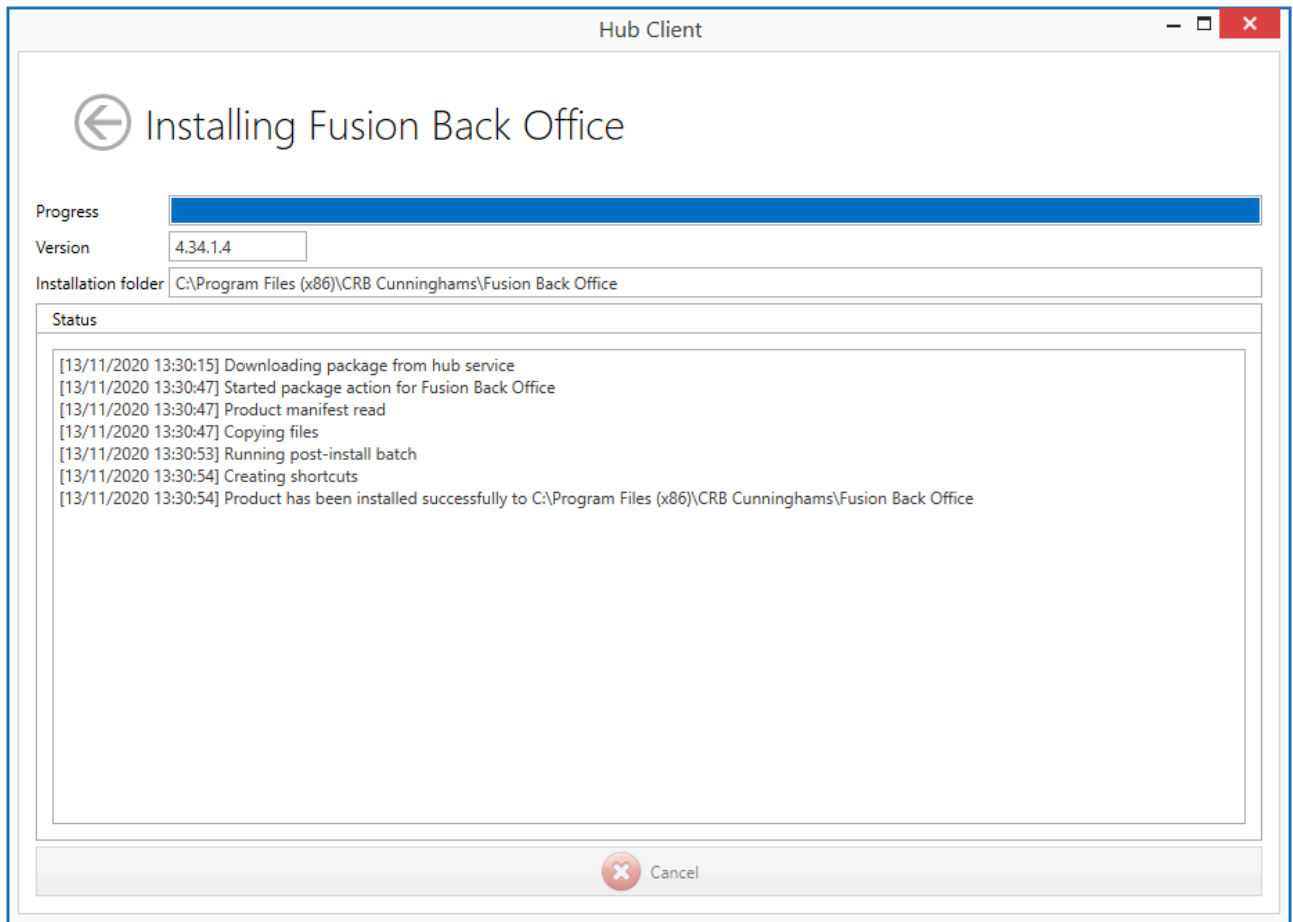 Hub Client
Installing Fusion Back Office
Progress
Version 4.34.1.4
Installation folder C:\Program Files (x86)\CRB Cunninghams\Fusion Back Office
Status
[13/11/2020 13:30:15] Downloading package from hub service
[13/11/2020 13:30:47] Started package action for Fusion Back Office
[13/11/2020 13:30:47] Product manifest read
[13/11/2020 13:30:47] Copying files
[13/11/2020 13:30:53] Running post-install batch
[13/11/2020 13:30:54] Creating shortcuts
[13/11/2020 13:30:54] Product has been installed successfully to C:\Program Files (x86)\CRB Cunninghams\Fusion Back Office
Cancel